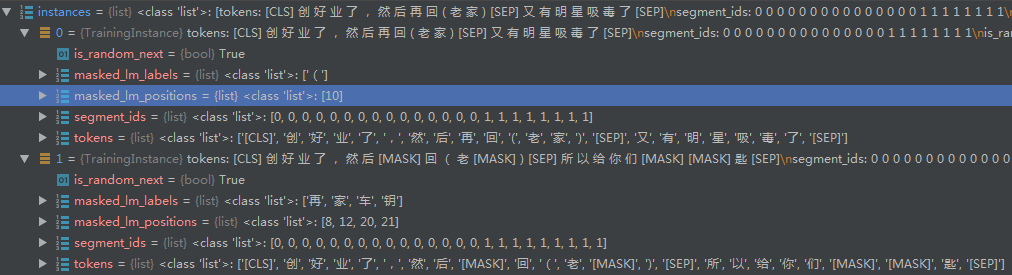 instances = {list} <class 'list'>: [tokens: [CLS] 创 好 业 了 ， 然 后 再 回 ( 老 家 ) [SEP] 又 有 明 星 吸 毒 了 [SEP]\nsegment_ids: 0 0 0 0 0 0 0 0 0 0 0 0 0 0 0 1 1 1 1 1 1 1 1\n
0 = {TrainingInstance} tokens: [CLS] 创 好 业 了 ， 然 后 再 回 ( 老 家 ) [SEP] 又 有 明 星 吸 毒 了 [SEP]\nsegment_ids: 0 0 0 0 0 0 0 0 0 0 0 0 0 0 0 1 1 1 1 1 1 1 1\nis_ra
is_random_next = {bool} True
masked_lm_labels = {list} <class 'list'>: ['（']
masked_lm_positions = {list} <class 'list'>: [10]
segment_ids = {list} <class 'list'>: [0, 0, 0, 0, 0, 0, 0, 0, 0, 0, 0, 0, 0, 0, 0, 1, 1, 1, 1, 1, 1, 1, 1]
tokens = {list} <class 'list'>: ['[CLS]', '创', '好', '业', '了', '，', '然', '后', '再', '回', '(', '老', '家', ')', '[SEP]', '又', '有', '明', '星', '吸', '毒', '了', '[SEP]']
1 = {TrainingInstance} tokens: [CLS] 创 好 业 了 ， 然 后 [MASK] 回 （ 老 [MASK] ) [SEP] 所 以 给 你 们 [MASK] [MASK] 匙 [SEP]\nsegment_ids: 0 0 0 0 0 0 0 0 0 0 0 0 0
is_random_next = {bool} True
masked_lm_labels = {list} <class 'list'>: ['再', '家', '车', '钥']
masked_lm_positions = {list} <class 'list'>: [8, 12, 20, 21]
segment_ids = {list} <class 'list'>: [0, 0, 0, 0, 0, 0, 0, 0, 0, 0, 0, 0, 0, 0, 0, 1, 1, 1, 1, 1, 1, 1, 1, 1]
tokens = {list} <class 'list'>: ['[CLS]', '创', '好', '业', '了', '，', '然', '后', '[MASK]', '回', '（', '老', '[MASK]', ')', '[SEP]', '所', '以', '给', '你', '们', '[MASK]', '[MASK]', '匙', '[SEP]']